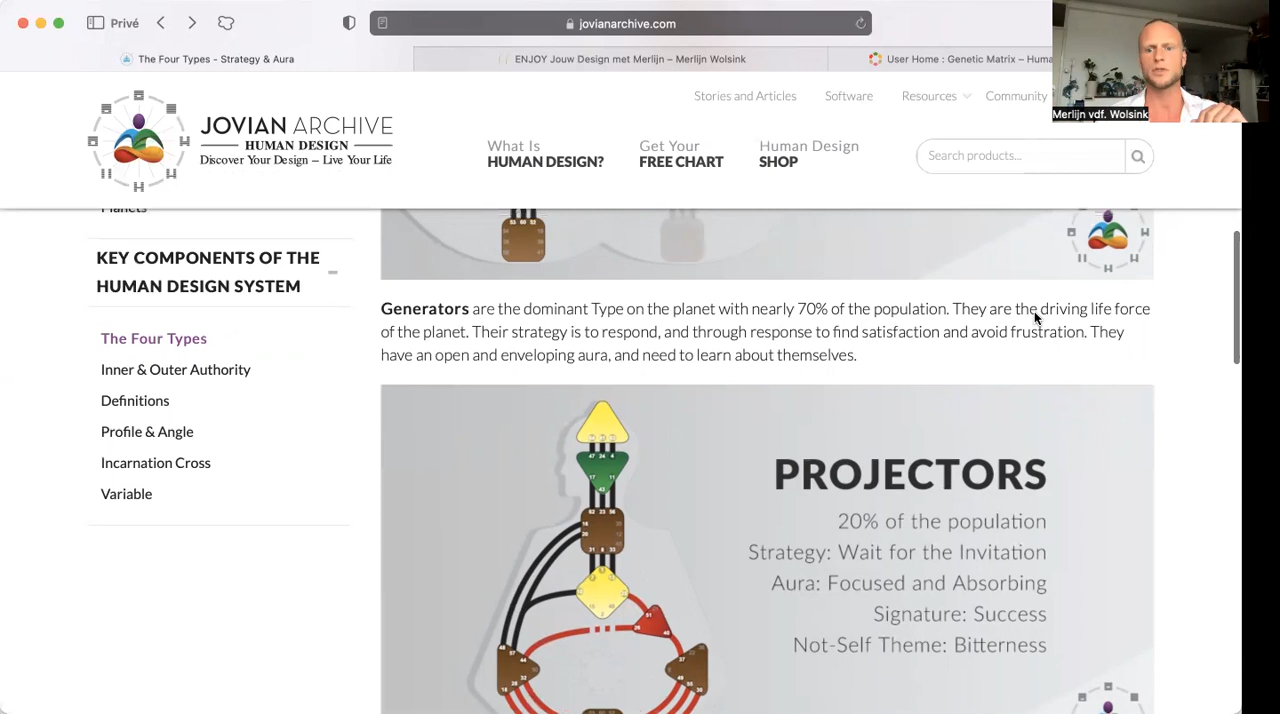 Privé
jovianarchive.com
The Four Types - Strategy & Aura
ENJOY Jouw Design met Merlijn – Merlijn Wolsink
User Home : Genetic Matrix – Huma
Merlijn vdf. Wolsink
Stories and Articles
Software
Resources
Community
JOVIAN ARCHIVE
HUMAN DESIGN
Discover Your Design – Live Your Life
What Is
HUMAN DESIGN?
Get Your
FREE CHART
Human Design
SHOP
Search products...
Planets
KEY COMPONENTS OF THE
HUMAN DESIGN SYSTEM
The Four Types
Inner & Outer Authority
Definitions
Profile & Angle
Incarnation Cross
Variable
Generators are the dominant Type on the planet with nearly 70% of the population. They are the driving life force
of the planet. Their strategy is to respond, and through response to find satisfaction and avoid frustration. They
have an open and enveloping aura, and need to learn about themselves.
PROJECTORS
20% of the population
Strategy: Wait for the Invitation
Aura: Focused and Absorbing
Signature: Success
Not-Self Theme: Bitterness